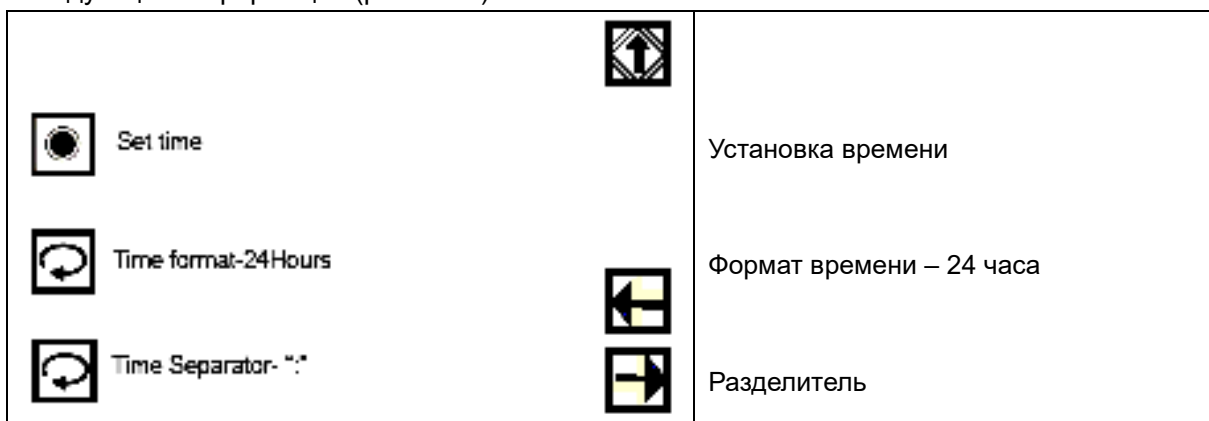 Set time
Установка времени
Time format-24Hours
Формат времени – 24 часа
Time Separator- ":"
Разделитель